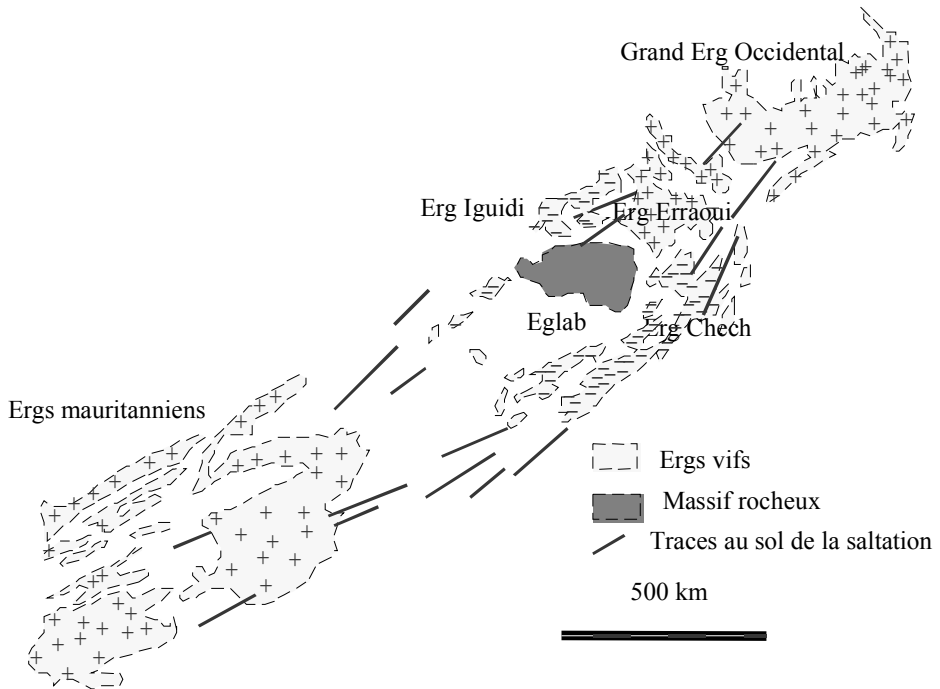 Grand Erg Occidental
Erg Iguidi
Erg Erraoui
Eglab
Erg Chech
Ergs mauritanniens
Ergs vifs
Massif rocheux
Traces au sol de la saltation
500 km